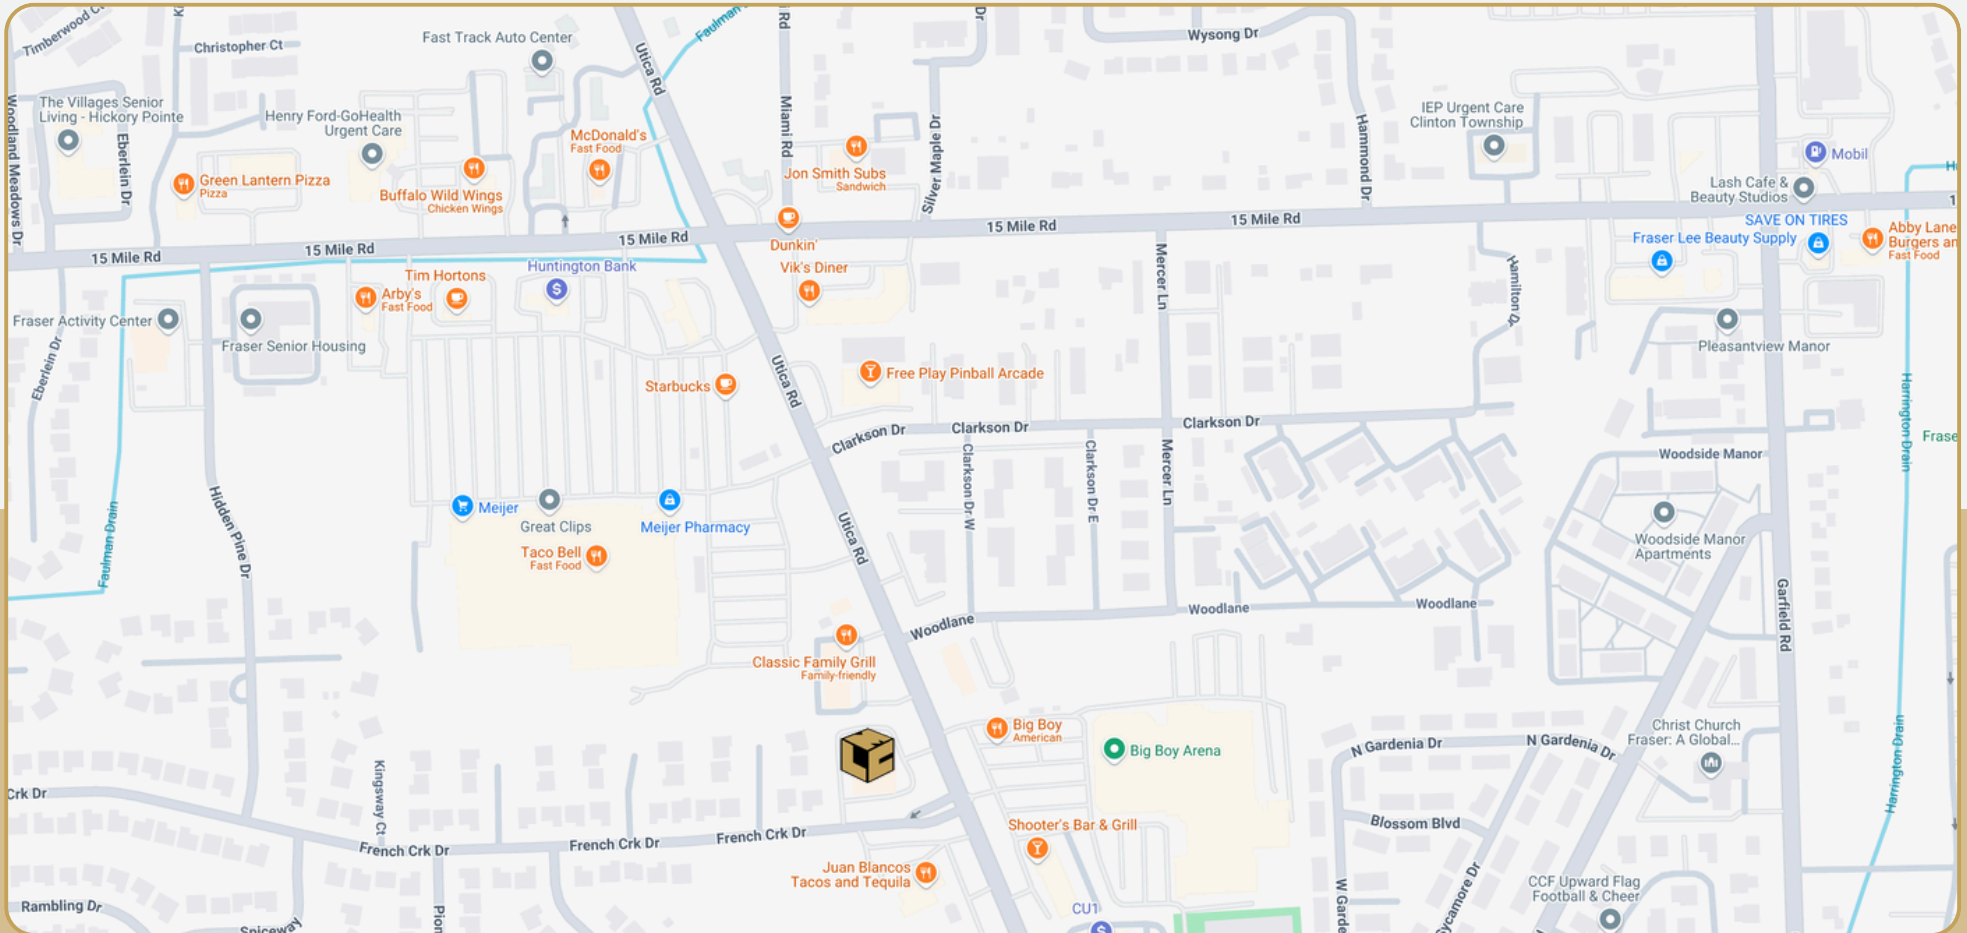 Timberwood Ct
Christopher Ct
Fast Track Auto Center
Utica Rd
Faulman
Rd
Dr
Wysong Dr
The Villages Senior
Living - Hickory Pointe
Woodland Meadows Dr
Eberlein Dr
Henry Ford-GoHealth
Urgent Care
McDonald's
Fast Food
Miami Rd
Jon Smith Subs
Sandwich
Silver Maple Dr
Hammond Dr
IEP Urgent Care
Clinton Township
Mobil
Lash Cafe &
Beauty Studios
Green Lantern Pizza
Pizza
Buffalo Wild Wings
Chicken Wings
15 Mile Rd
15 Mile Rd
15 Mile Rd
15 Mile Rd
15 Mile Rd
Dunkin'
SAVE ON TIRES
Fraser Lee Beauty Supply
Abby Lane
Burgers an
Fast Food
Tim Hortons
Huntington Bank
Vik's Diner
Arby's
Fast Food
Mercer Ln
Hamilton D
Fraser Activity Center
Fraser Senior Housing
Pleasantview Manor
Eberlein Dr
Starbucks
Utica Rd
Free Play Pinball Arcade
Harrington Drain
Clarkson Dr
Clarkson Dr
Clarkson Dr
Frase
Woodside Manor
Clarkson Dr W
Clarkson Dr E
Mercer Ln
Hidden Pine Dr
Faulman Drain
Meijer
Great Clips
Meijer Pharmacy
Utica Rd
Taco Bell
Fast Food
Woodside Manor
Apartments
Garfield Rd
Woodlane
Woodlane
Woodlane
Classic Family Grill
Family-friendly
Big Boy
American
Big Boy Arena
N Gardenia Dr
N Gardenia Dr
Christ Church
Fraser: A Global...
Harrington Drain
Crk Dr
Kingsway Ct
French Crk Dr
French Crk Dr
French Crk Dr
Shooter's Bar & Grill
Blossom Blvd
Juan Blancos
Tacos and Tequila
CU1
W Garde
Sycamore Dr
CCF Upward Flag
Football & Cheer
Rambling Dr
Spiceway
Pion